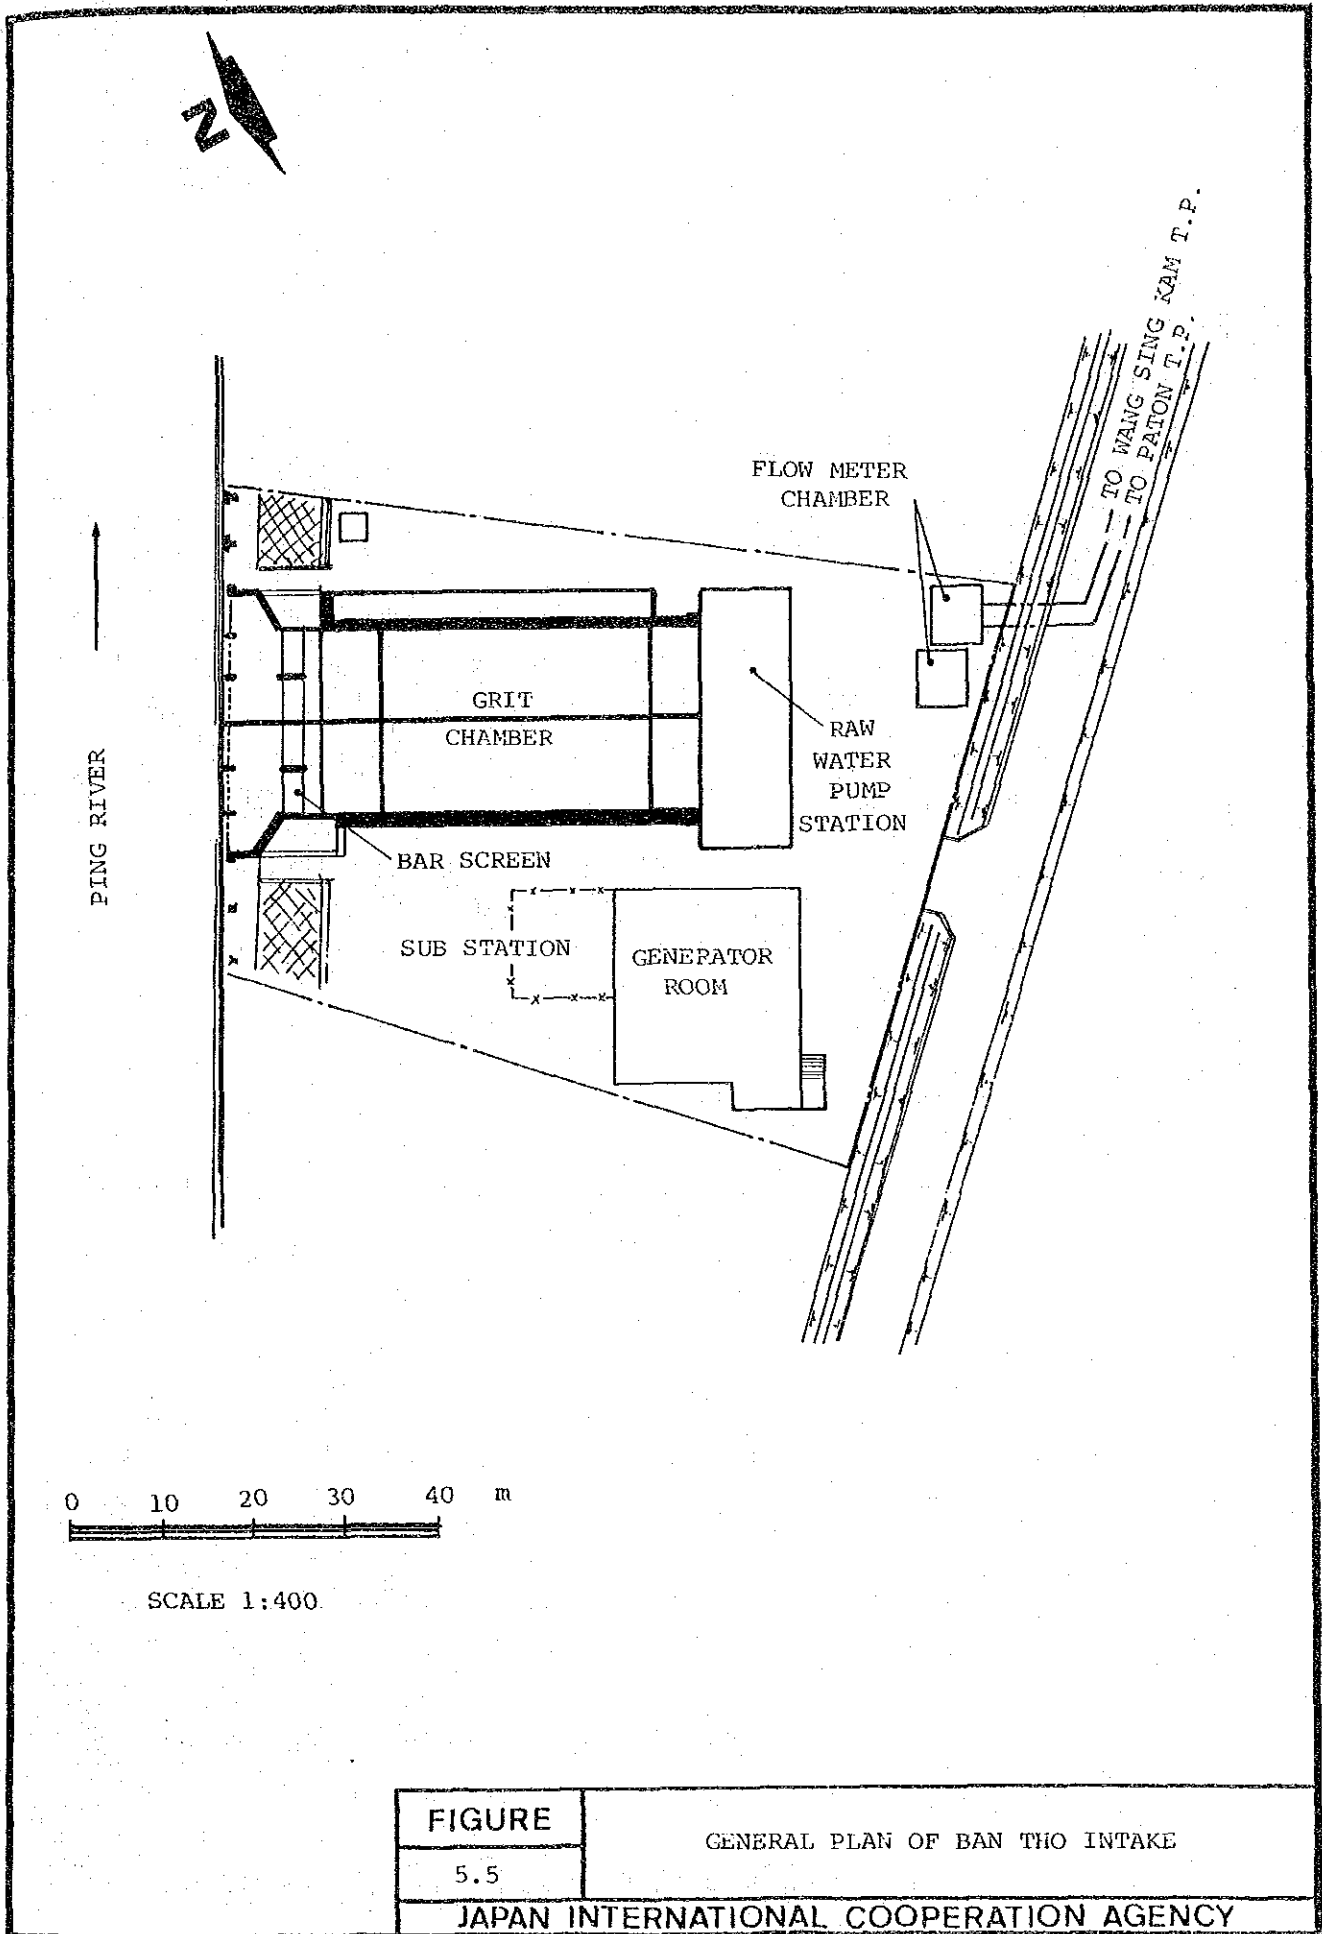 N
TO WANG SING KAM T.P.
TO PATON T.P.
FLOW METER
CHAMBER
PING RIVER
GRIT
CHAMBER
RAW
WATER
PUMP
STATION
BAR SCREEN
SUB STATION
GENERATOR
ROOM
0 10 20 30 40 m
SCALE 1:400
FIGURE
5.5
GENERAL PLAN OF BAN THO INTAKE
JAPAN INTERNATIONAL COOPERATION AGENCY